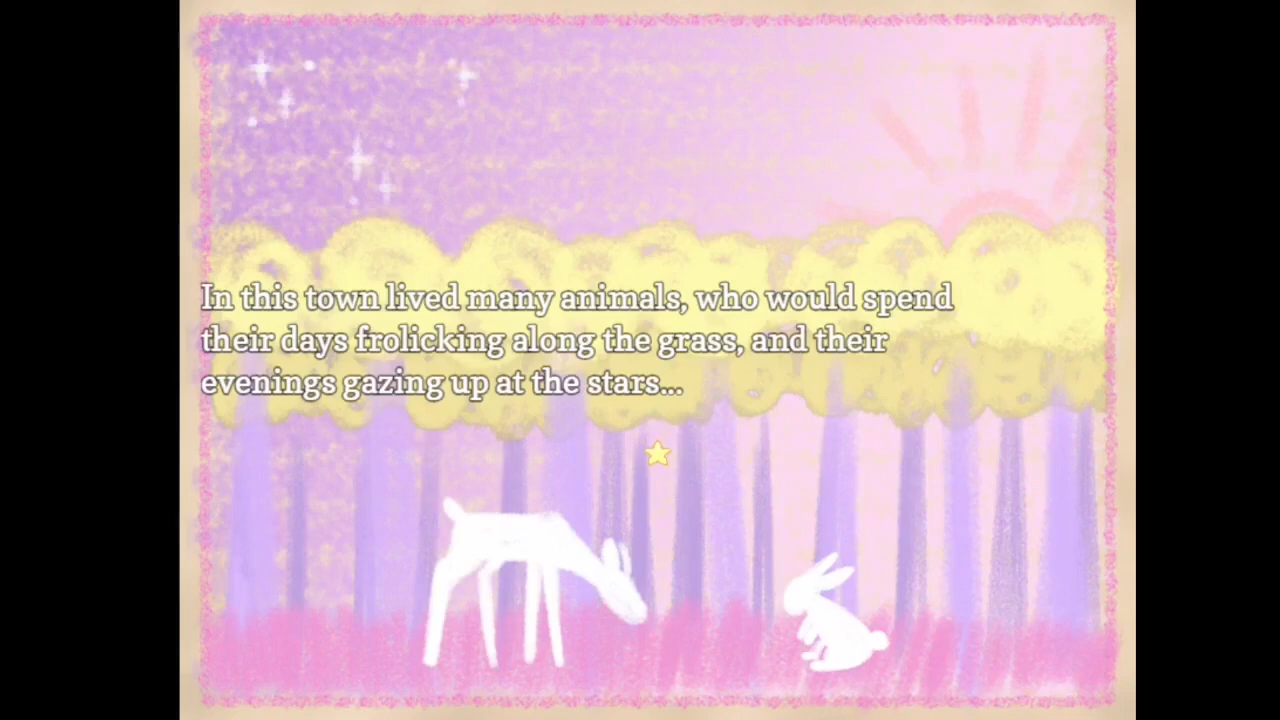 In this town lived many animals, who would spend
their days frolicking along the grass, and their
evenings gazing up at the stars...